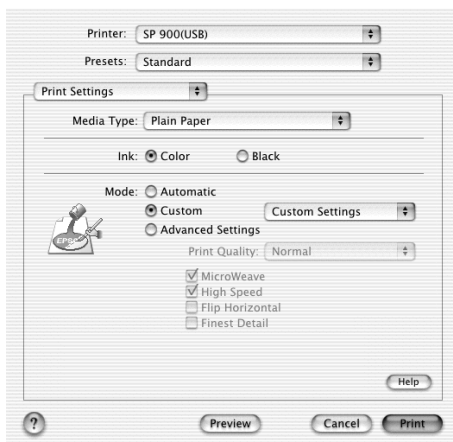 Printer: SP 900(USB)
Presets: Standard
Print Settings
Media Type: Plain Paper
Ink: Color Black
Mode: Automatic
Custom Custom Settings
Advanced Settings
EPSON
Print Quality: Normal
MicroWeave
High Speed
Flip Horizontal
Finest Detail
Help
? Preview Cancel Print